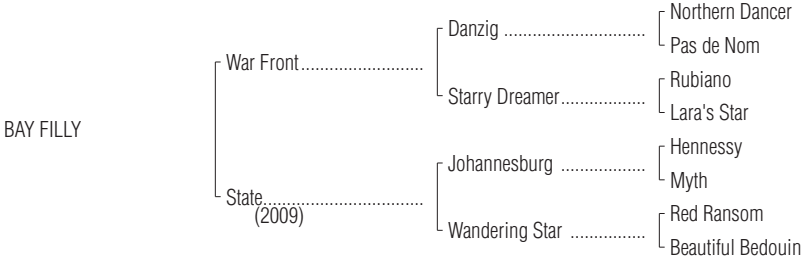 Northern Dancer
Danzig ..............................
Pas de Nom
War Front..........................
Rubiano
Starry Dreamer..................
Lara's Star
BAY FILLY
Hennessy
Johannesburg ..................
Myth
State..................................
(2009)
Red Ransom
Wandering Star ................
Beautiful Bedouin